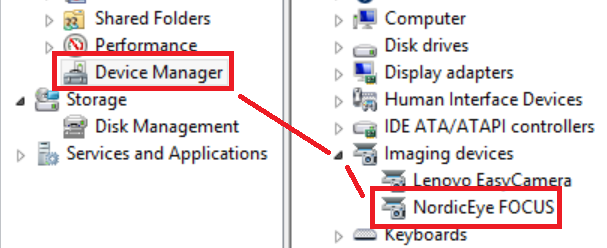 Shared Folders
Performance
Device Manager
Storage
Disk Management
Services and Applications
Computer
Disk drives
Display adapters
Human Interface Devices
IDE ATA/ATAPI controllers
Imaging devices
Lenovo EasyCamera
NordicEye FOCUS
Keyboards